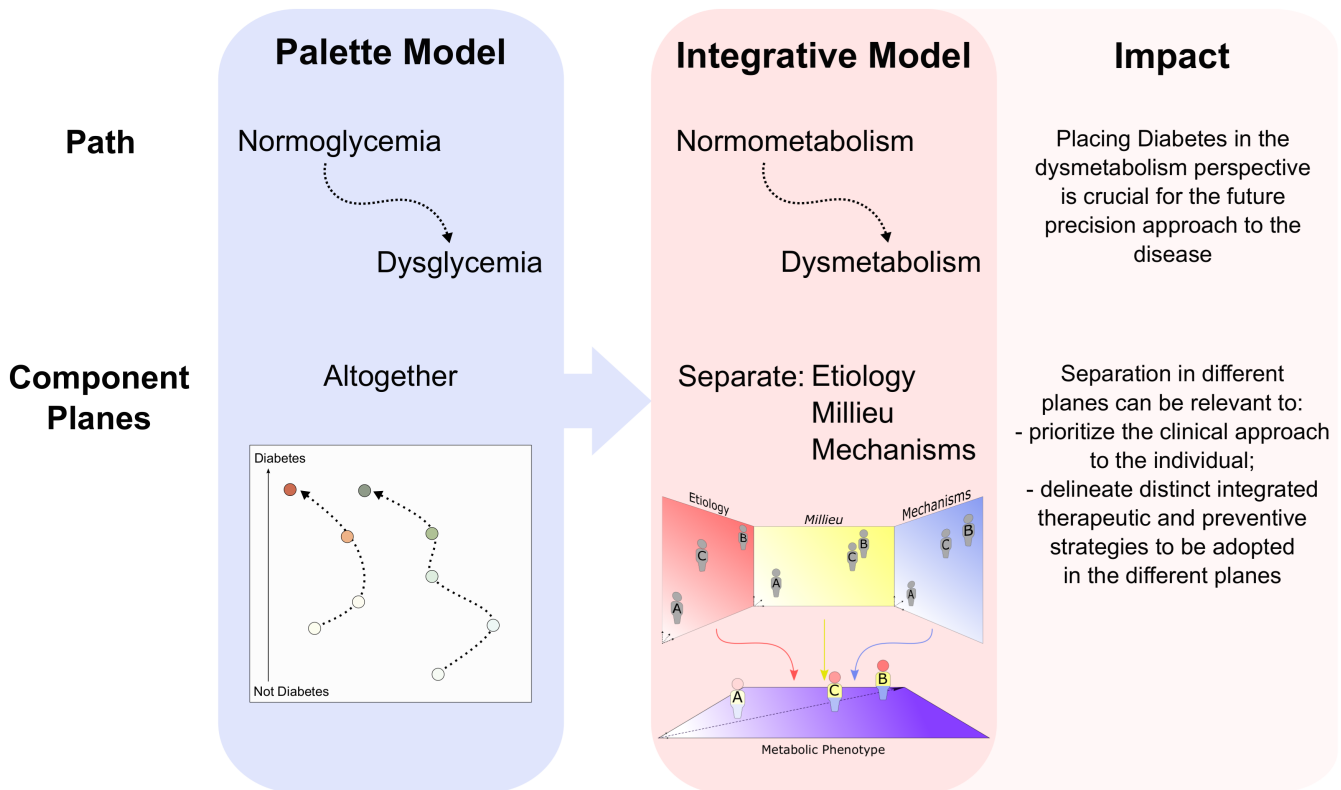 Palette Model
Integrative Model
Impact
Path
Normoglycemia
Dysglycemia
Normometabolism
Dysmetabolism
Placing Diabetes in the
dysmetabolism perspective
is crucial for the future
precision approach to the
disease
Component
Planes
Altogether
Diabetes
Not Diabetes
Separate: Etiology
Millieu
Mechanisms
Etiology
Millieu
Mechanisms
A
C
B
A
C
B
A
C
B
A
C
B
Metabolic Phenotype
Separation in different
planes can be relevant to:
- prioritize the clinical approach
to the individual;
- delineate distinct integrated
therapeutic and preventive
strategies to be adopted
in the different planes